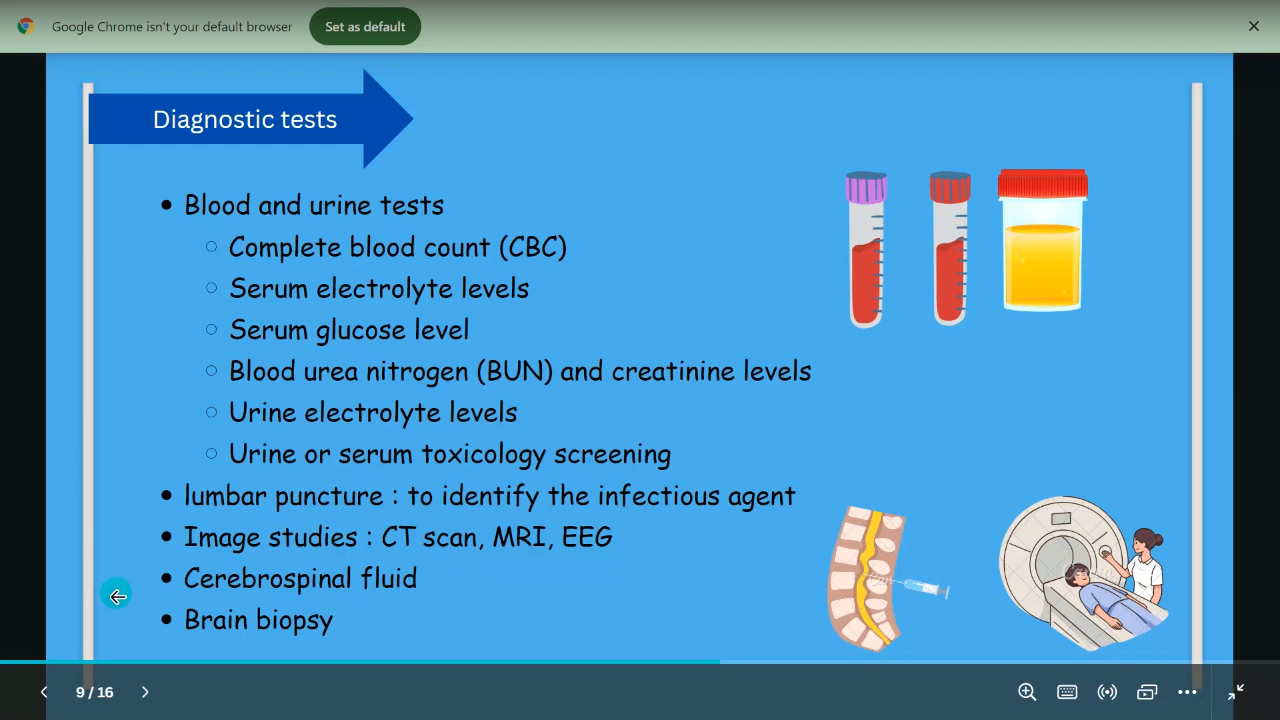 Google Chrome isn't your default browser
Set as default
Diagnostic tests
Blood and urine tests
Complete blood count (CBC)
Serum electrolyte levels
Serum glucose level
Blood urea nitrogen (BUN) and creatinine levels
Urine electrolyte levels
Urine or serum toxicology screening
lumbar puncture : to identify the infectious agent
Image studies : CT scan, MRI, EEG
Cerebrospinal fluid
Brain biopsy
9 / 16